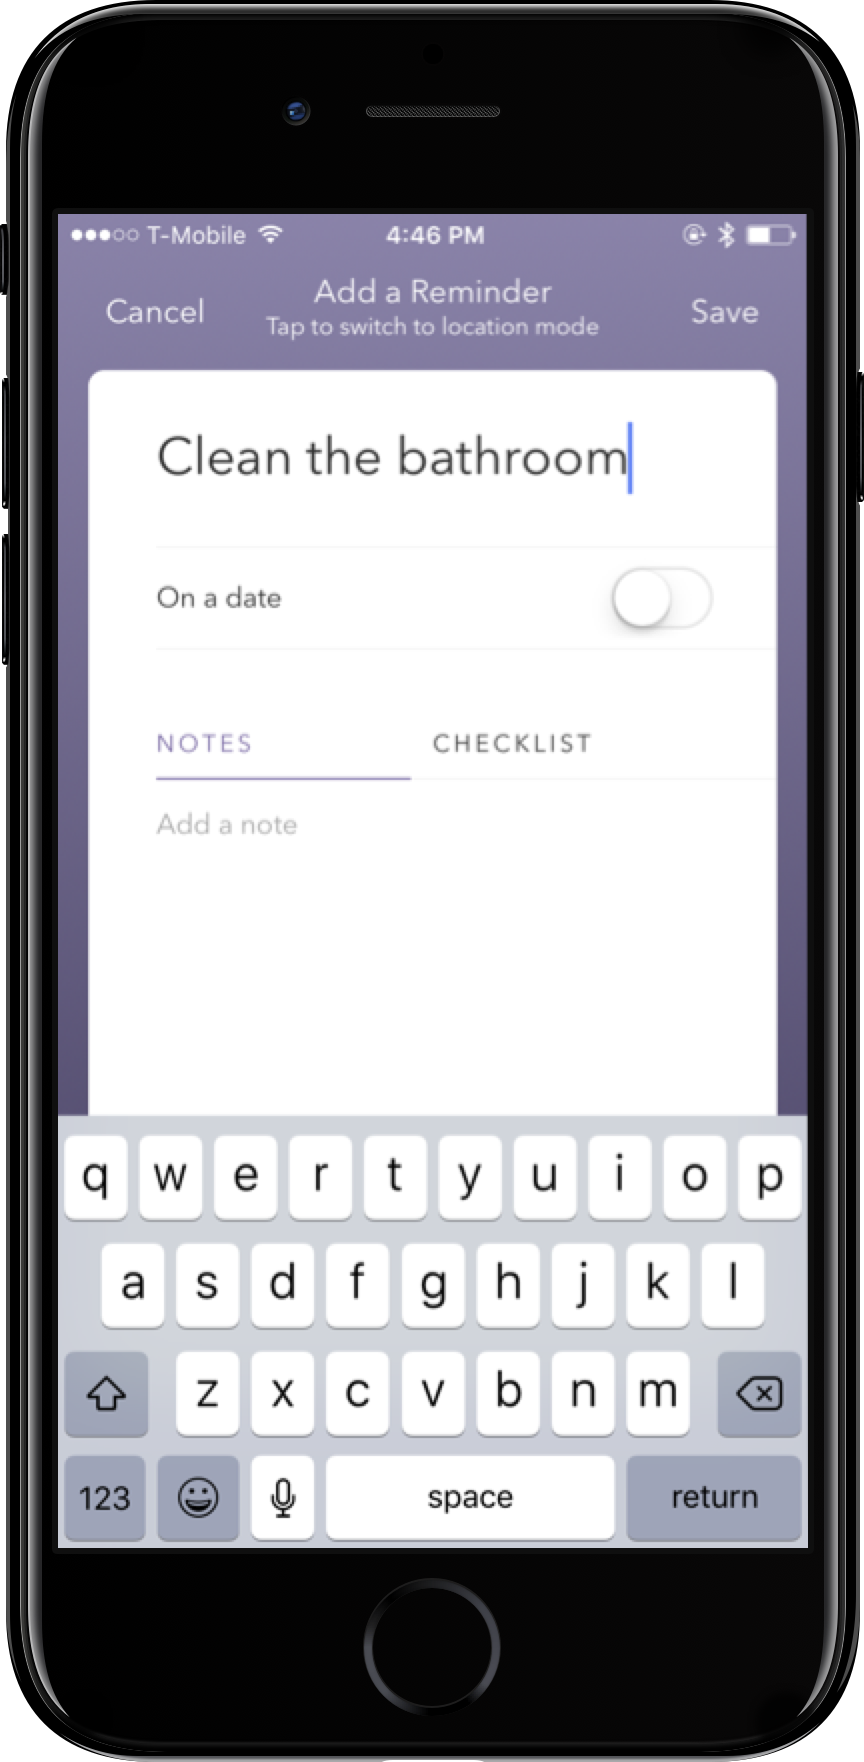 T-Mobile 4:46 PM
Cancel Add a Reminder Save
Tap to switch to location mode
Clean the bathroom
On a date
NOTES CHECKLIST
Add a note
q w e r t y u i o p
a s d f g h j k l
z x c v b n m
123 space return